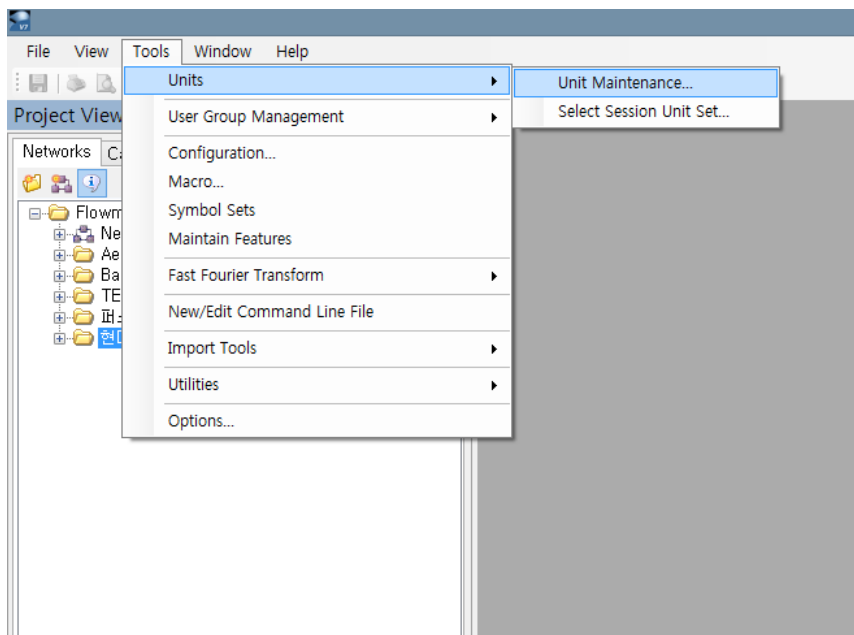 V7
File View Tools Window Help
Units
Unit Maintenance...
Project View
User Group Management
Select Session Unit Set...
Networks
Configuration...
Macro...
Symbol Sets
Maintain Features
Fast Fourier Transform
New/Edit Command Line File
Import Tools
Utilities
Options...